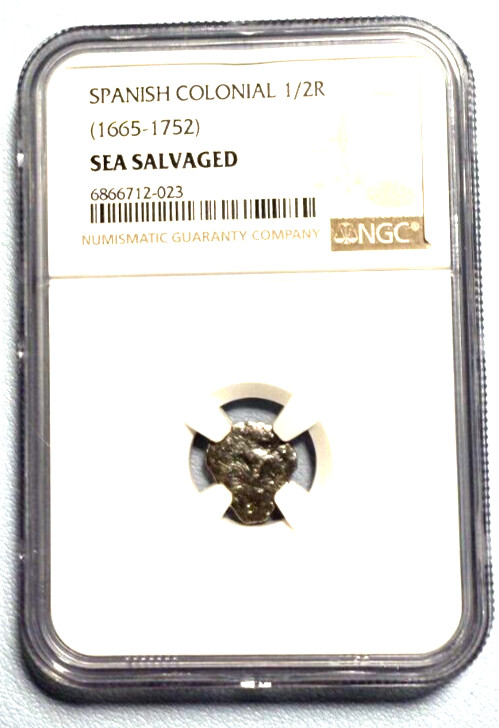 SPANISH COLONIAL 1/2R
(1665-1752)
SEA SALVAGED
6866712-023
NUMISMATIC GUARANTY COMPANY
NGC®